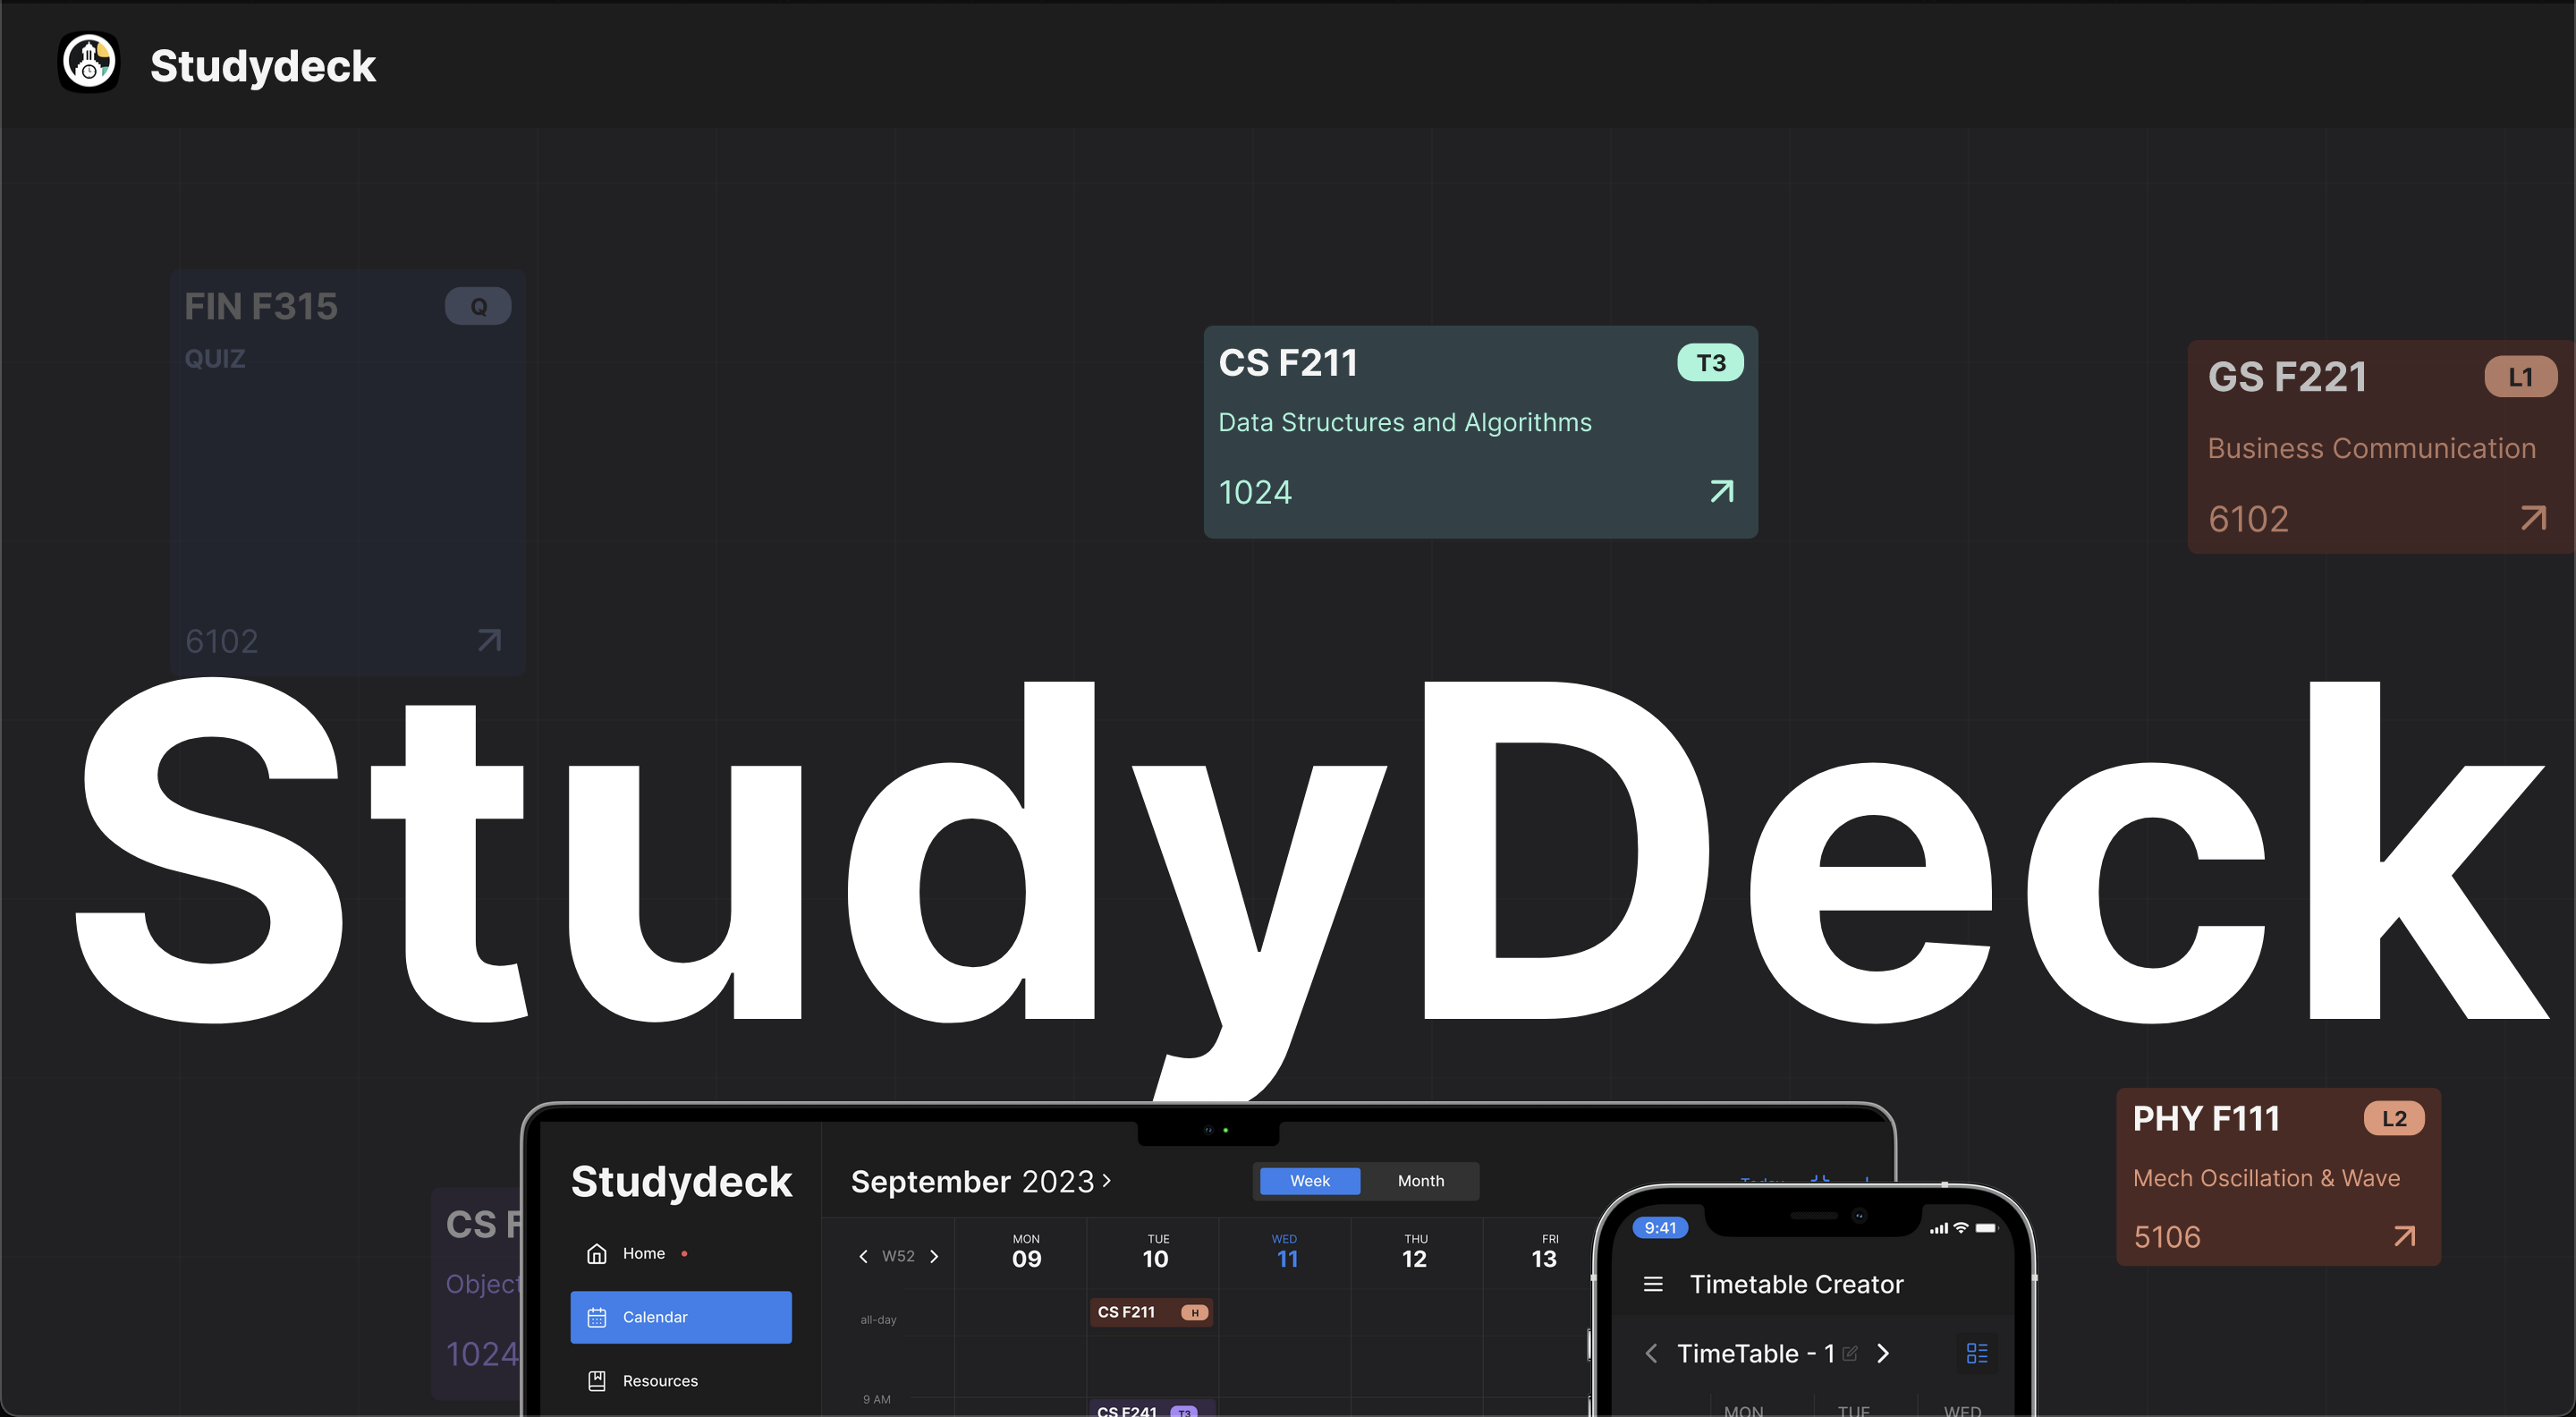 Studydeck
FIN F315 Q
QUIZ
6102
CS F211 T3
Data Structures and Algorithms
1024
GS F221 L1
Business Communication
6102
StudyDeck
PHY F111 L2
Mech Oscillation & Wave
5106
CS F
Object
1024
Studydeck
Home
Calendar
Resources
September 2023
Week Month
Today
W52
MON 09
TUE 10
WED 11
THU 12
FRI 13
all-day
CS F211 H
9 AM
CS F241 T3
9:41
Timetable Creator
TimeTable - 1
MON TUE WED